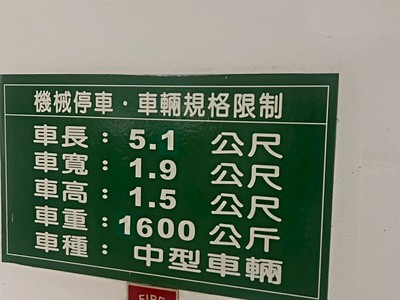 機械停車·車輛規格限制
車長：5.1 公尺
車寬：1.9 公尺
車高：1.5 公尺
車重：1600 公斤
車種：中型車輛
FIRE